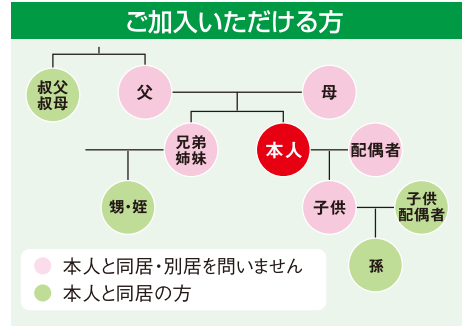 ご加入いただける方
叔父
叔母
父
母
兄弟
姉妹
本人
配偶者
甥・姪
子供
子供
配偶者
孫
本人と同居・別居を問いません
本人と同居の方